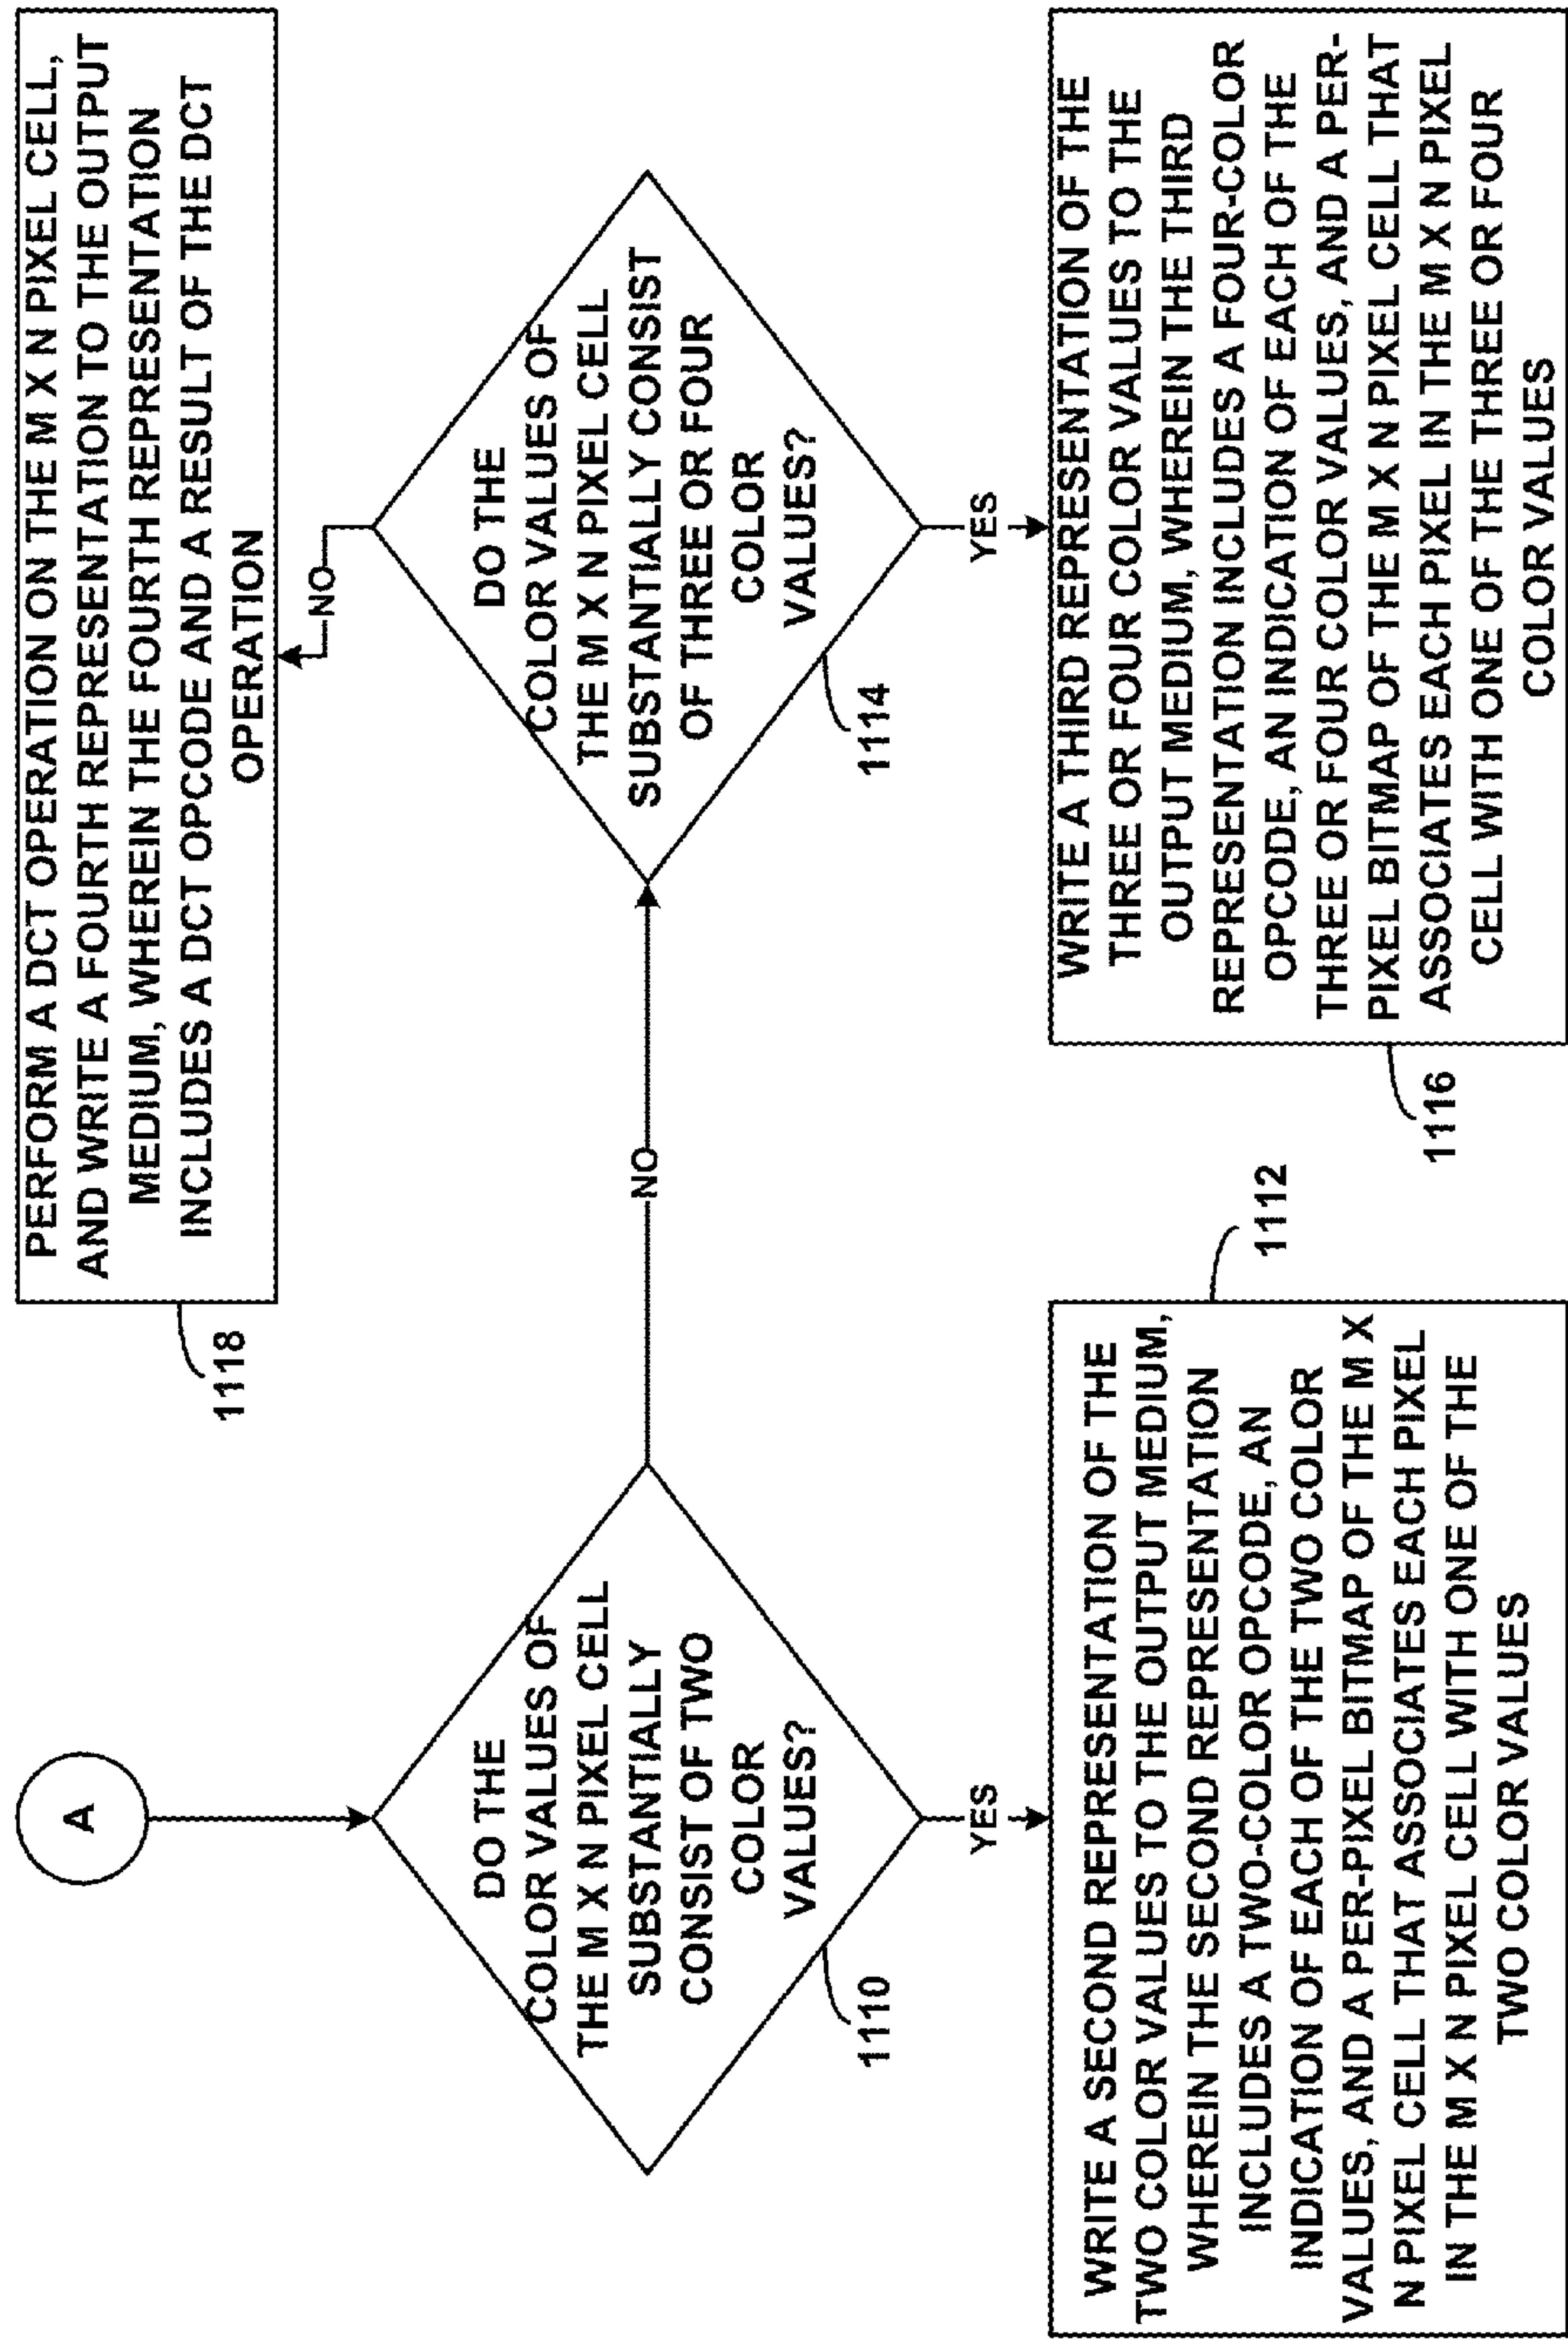 A
DO THE
COLOR VALUES OF
THE M X N PIXEL CELL
SUBSTANTIALLY
CONSIST OF TWO
COLOR
VALUES?
1110
YES
WRITE A SECOND REPRESENTATION OF THE
TWO COLOR VALUES TO THE OUTPUT MEDIUM,
WHEREIN THE SECOND REPRESENTATION
INCLUDES A TWO-COLOR OPCODE, AN
INDICATION OF EACH OF THE TWO COLOR
VALUES, AND A PER-PIXEL BITMAP OF THE M X
N PIXEL CELL THAT ASSOCIATES EACH PIXEL
IN THE M X N PIXEL CELL WITH ONE OF THE
TWO COLOR VALUES
1112
NO
DO THE
COLOR VALUES OF
THE M X N PIXEL CELL
SUBSTANTIALLY CONSIST
OF THREE OR FOUR
COLOR
VALUES?
1114
YES
WRITE A THIRD REPRESENTATION OF THE
THREE OR FOUR COLOR VALUES TO THE
OUTPUT MEDIUM, WHEREIN THE THIRD
REPRESENTATION INCLUDES A FOUR-COLOR
OPCODE, AN INDICATION OF EACH OF THE
THREE OR FOUR COLOR VALUES, AND A PER-
PIXEL BITMAP OF THE M X N PIXEL CELL THAT
ASSOCIATES EACH PIXEL IN THE M X N PIXEL
CELL WITH ONE OF THE THREE OR FOUR
COLOR VALUES
1116
NO
PERFORM A DCT OPERATION ON THE M X N PIXEL CELL,
AND WRITE A FOURTH REPRESENTATION TO THE OUTPUT
MEDIUM, WHEREIN THE FOURTH REPRESENTATION
INCLUDES A DCT OPCODE AND A RESULT OF THE DCT
OPERATION
1118